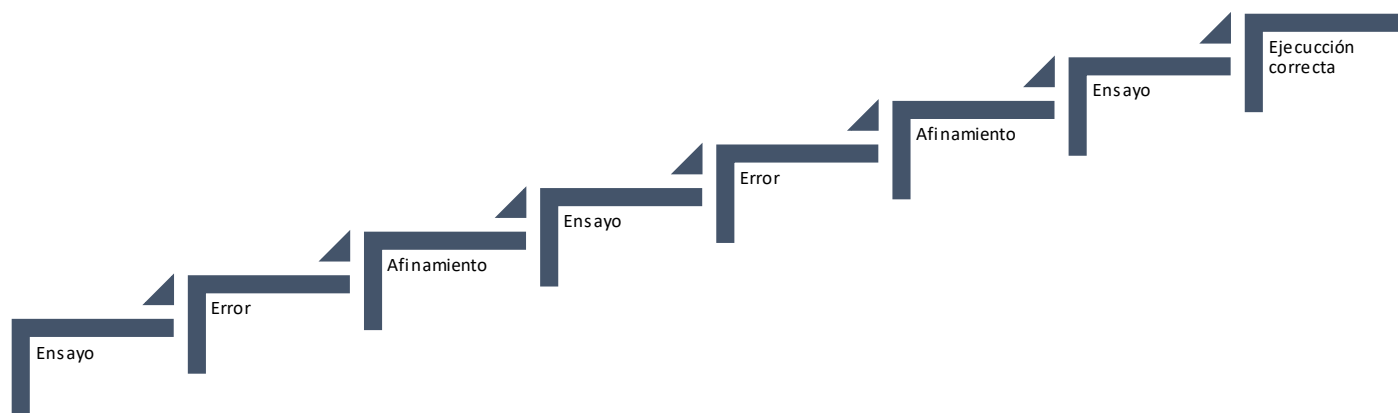 Ensayo
Error
Afinamiento
Ensayo
Error
Afinamiento
Ensayo
Ejecucción
correcta